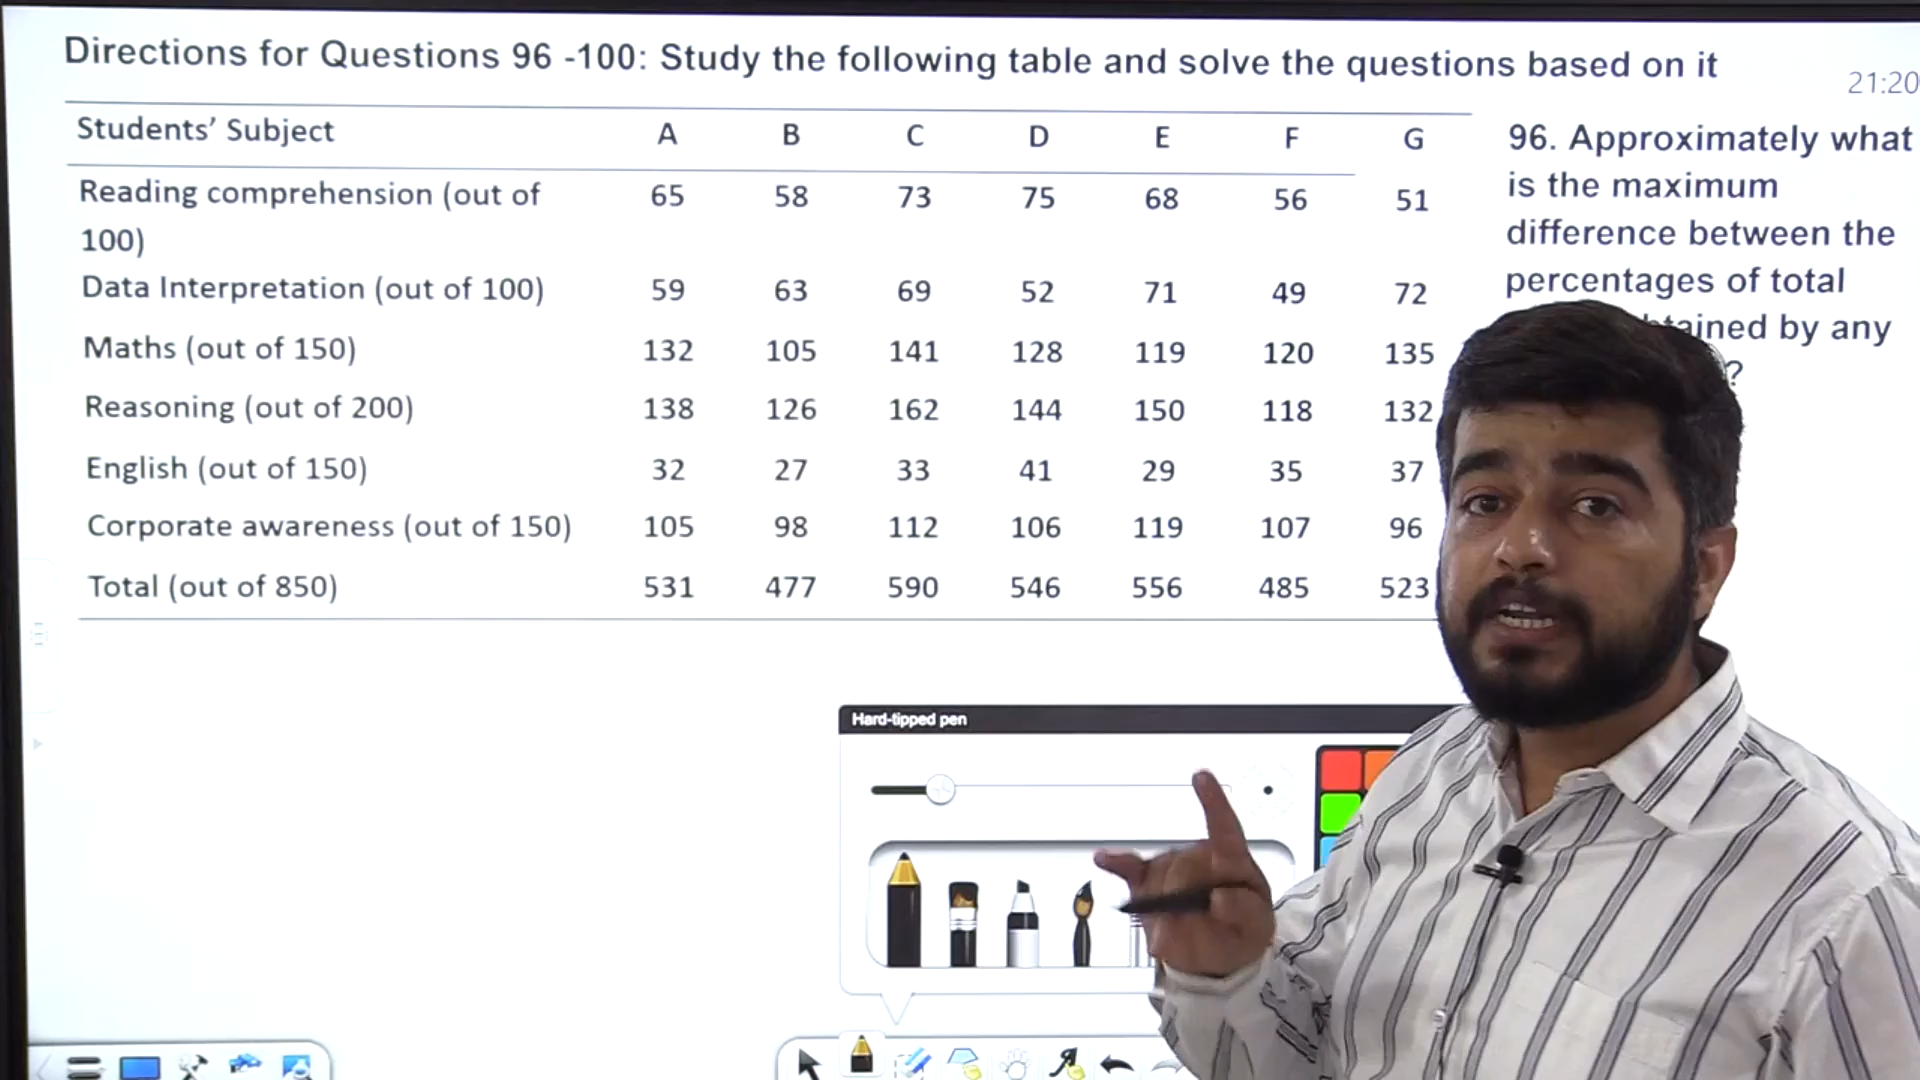 Directions for Questions 96 -100: Study the following table and solve the questions based on it
21:20
Students’ Subject A B C D E F G
Reading comprehension (out of 100) 65 58 73 75 68 56 51
Data Interpretation (out of 100) 59 63 69 52 71 49 72
Maths (out of 150) 132 105 141 128 119 120 135
Reasoning (out of 200) 138 126 162 144 150 118 132
English (out of 150) 32 27 33 41 29 35 37
Corporate awareness (out of 150) 105 98 112 106 119 107 96
Total (out of 850) 531 477 590 546 556 485 523
96. Approximately what
is the maximum
difference between the
percentages of total
by any
?
Hard-tipped pen